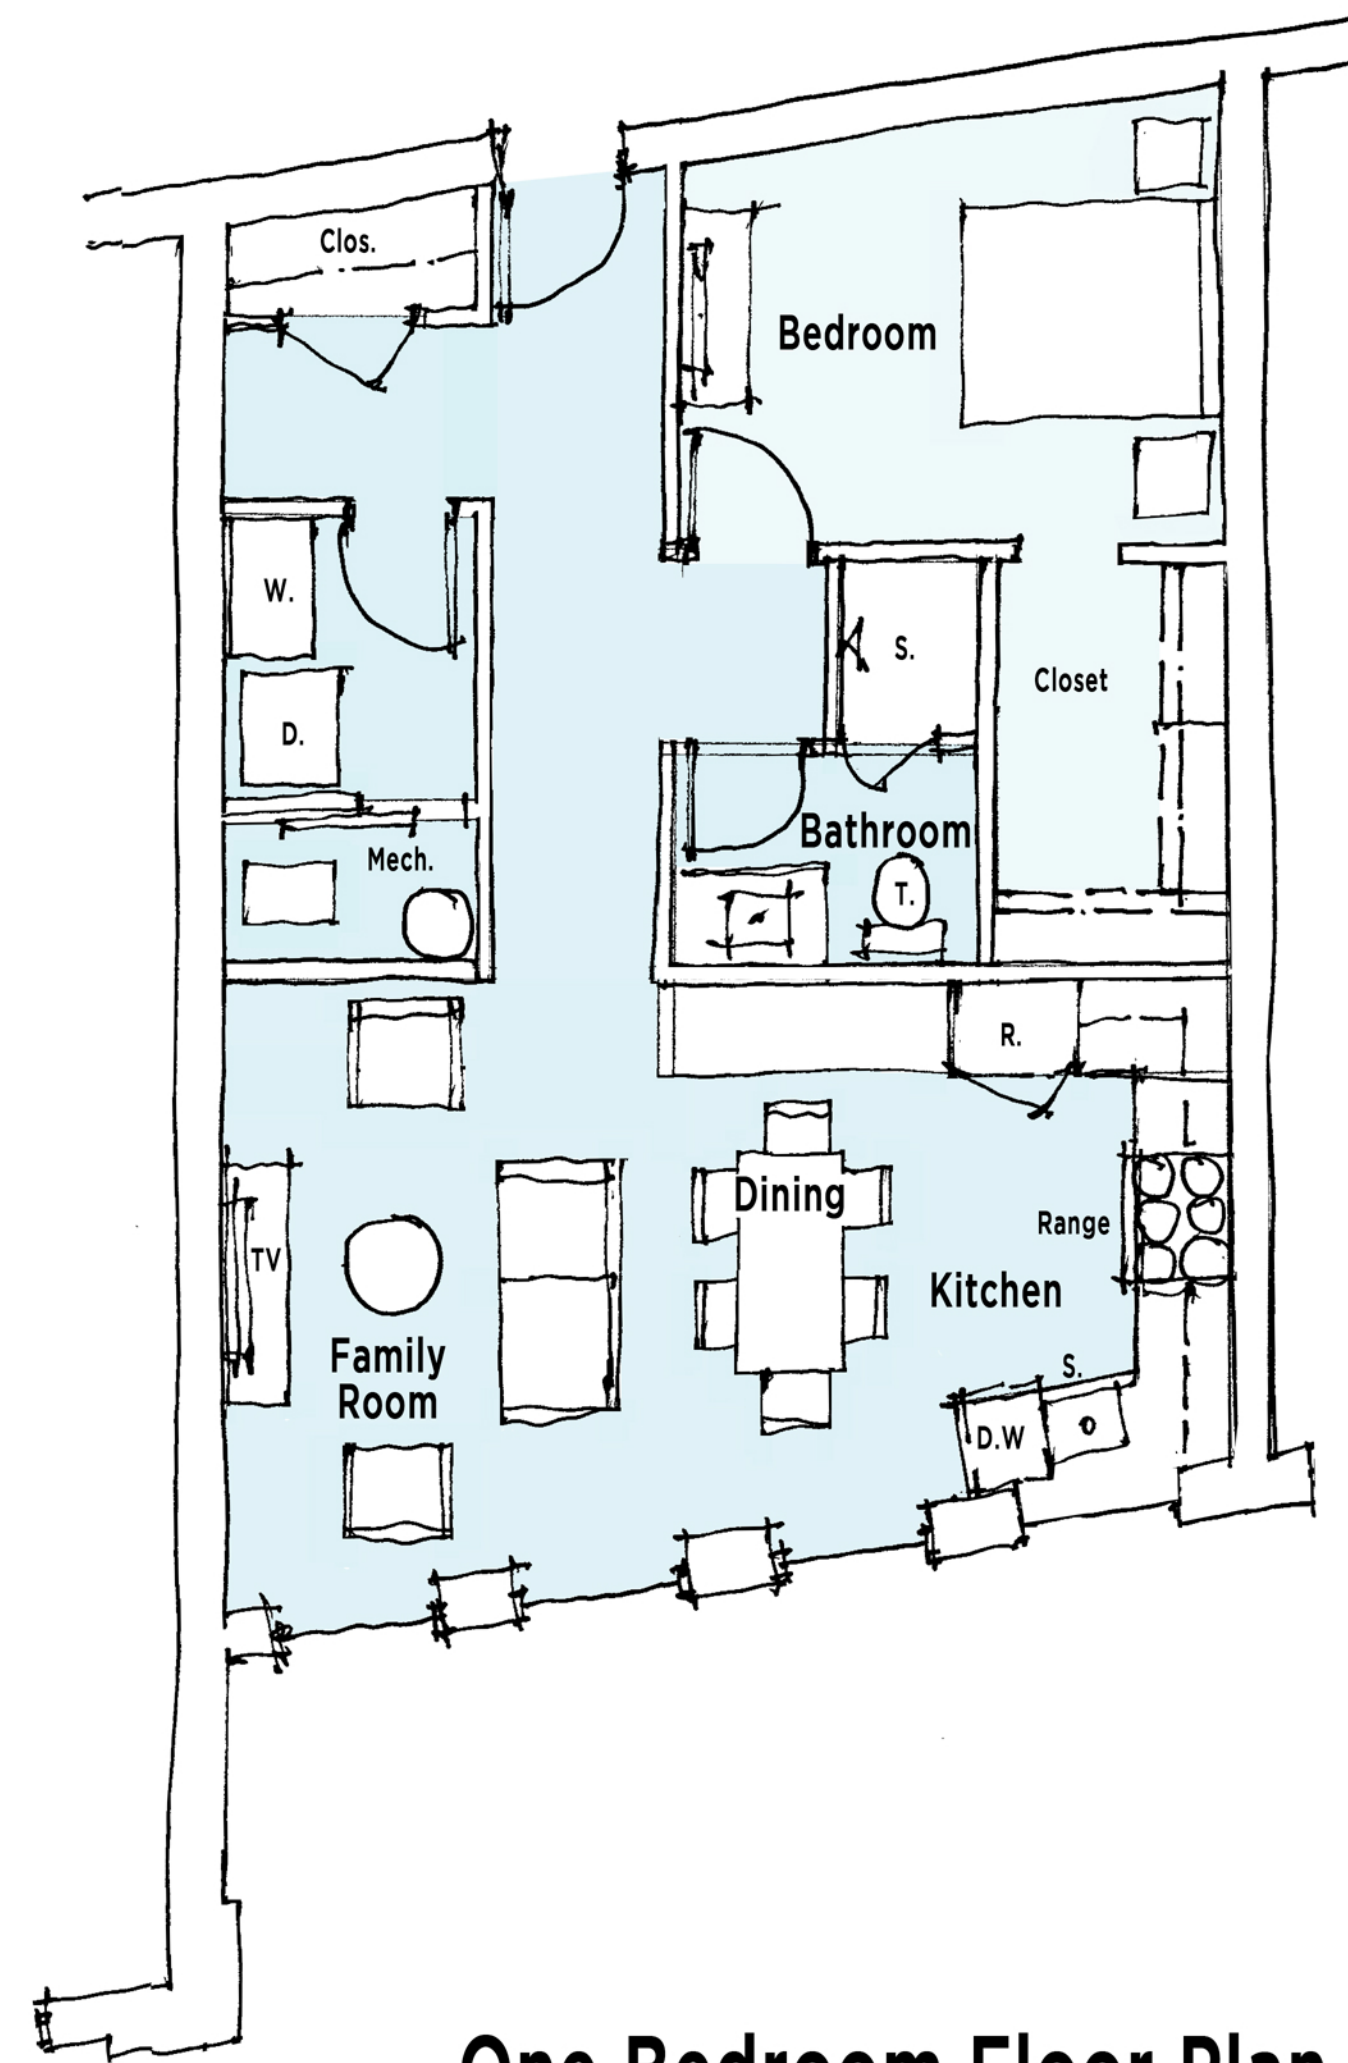 Clos.
Bedroom
W.
S.
Closet
D.
Bathroom
Mech.
T.
R.
Dining
Range
TV
Kitchen
Family
Room
S.
D.W
One Bedroom Floor Plan